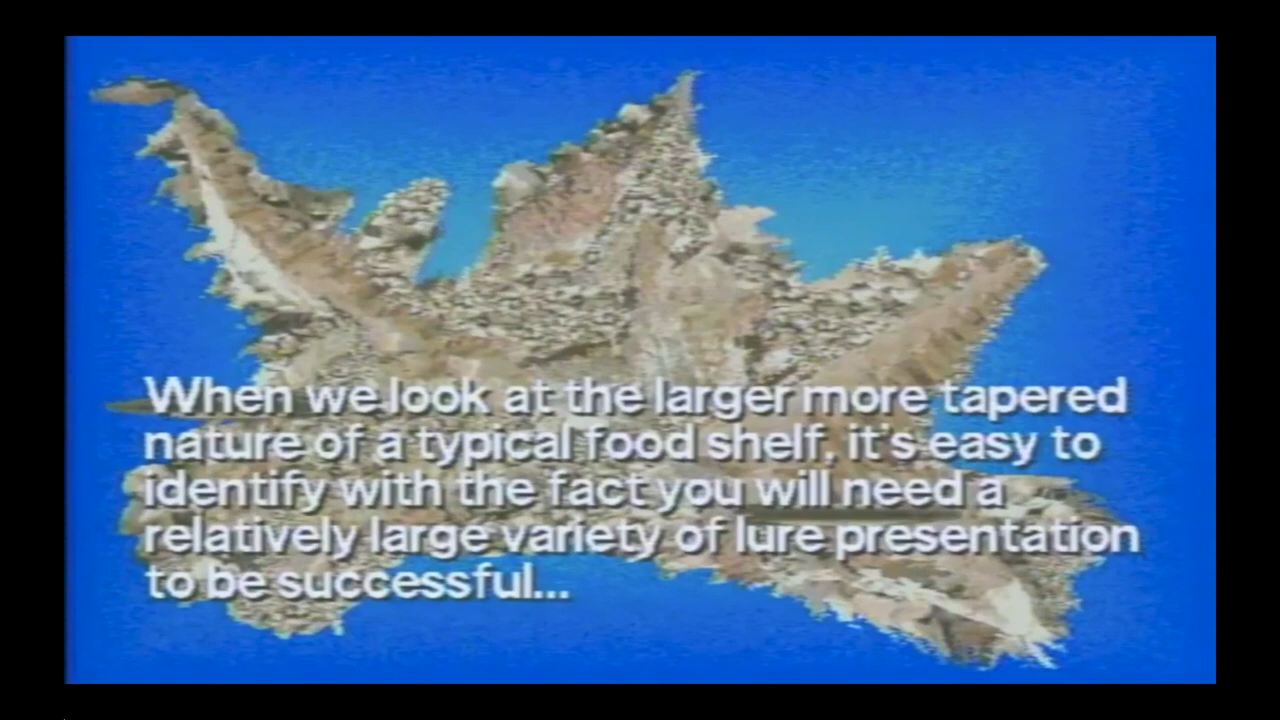 When we look at the larger more tapered
nature of a typical food shelf, it's easy to
identify with the fact you will need a
relatively large variety of lure presentation
to be successful...